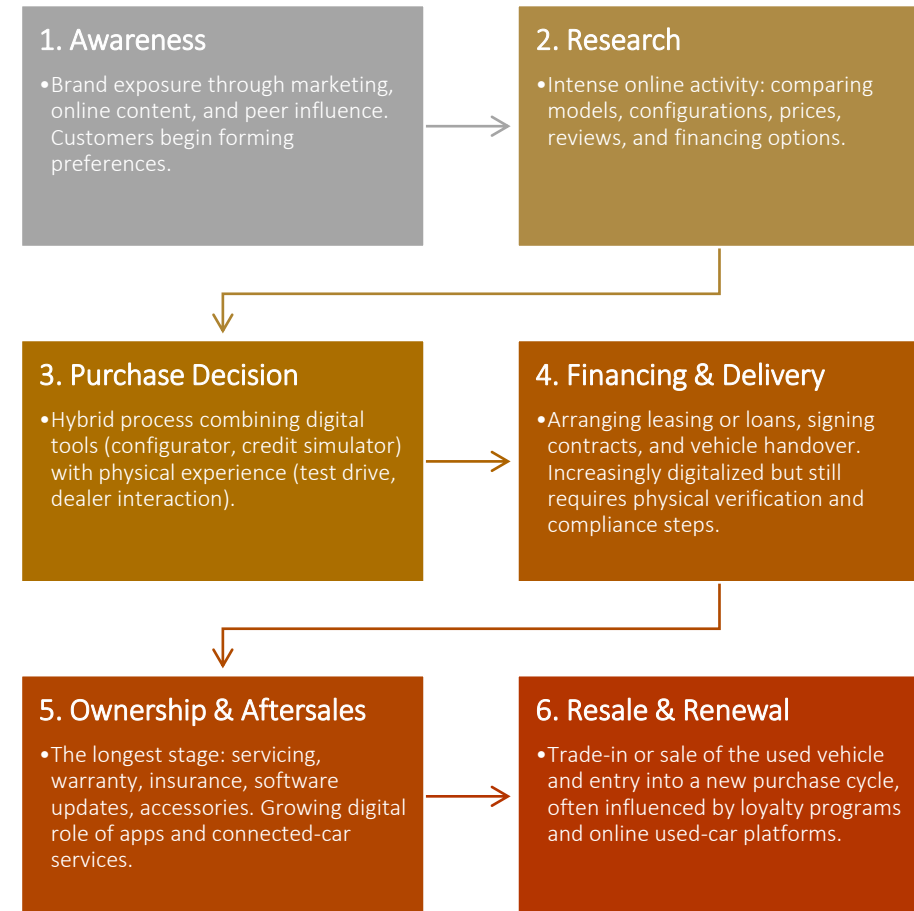 1. Awareness
•Brand exposure through marketing,
online content, and peer influence.
Customers begin forming
preferences.
2. Research
•Intense online activity: comparing
models, configurations, prices,
reviews, and financing options.
3. Purchase Decision
•Hybrid process combining digital
tools (configurator, credit simulator)
with physical experience (test drive,
dealer interaction).
4. Financing & Delivery
•Arranging leasing or loans, signing
contracts, and vehicle handover.
Increasingly digitalized but still
requires physical verification and
compliance steps.
5. Ownership & Aftersales
•The longest stage: servicing,
warranty, insurance, software
updates, accessories. Growing digital
role of apps and connected-car
services.
6. Resale & Renewal
•Trade-in or sale of the used vehicle
and entry into a new purchase cycle,
often influenced by loyalty programs
and online used-car platforms.